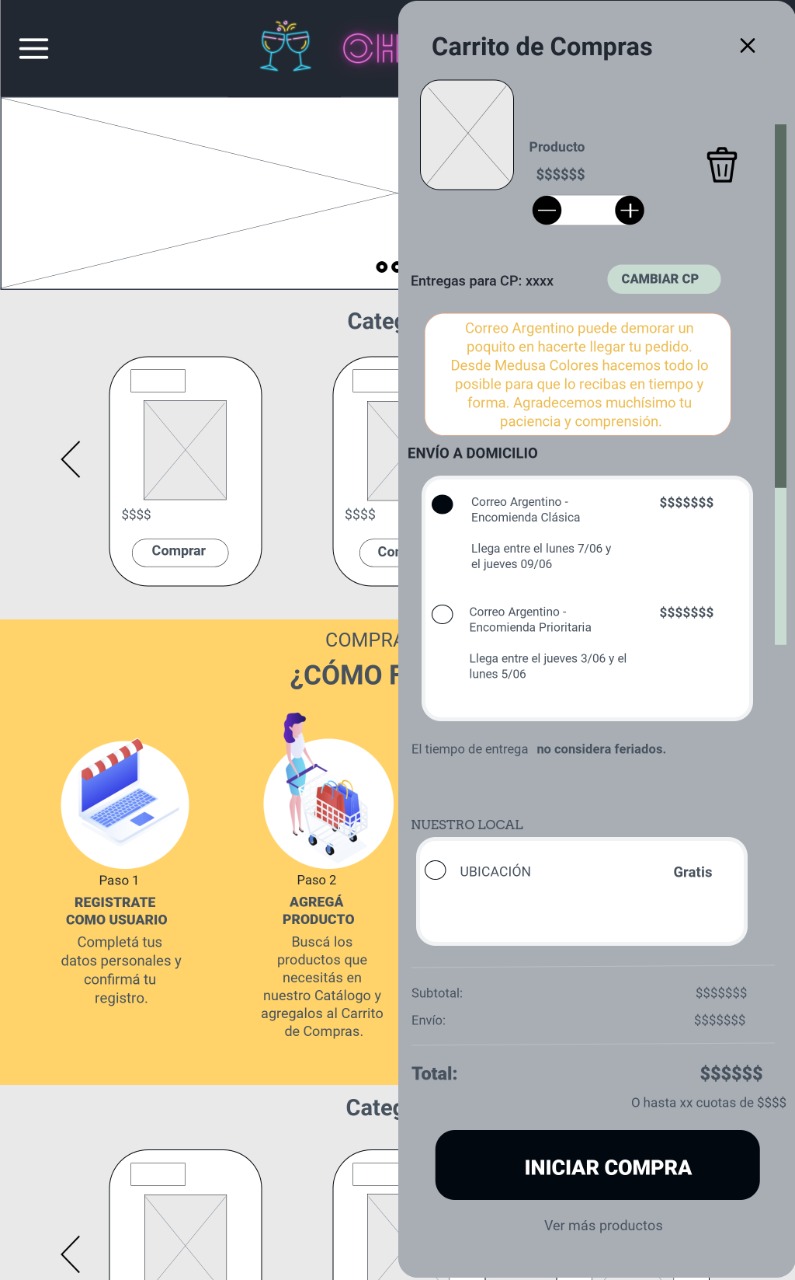 OH
Carrito de Compras
Producto
$$$$$$
Entregas para CP: xxxx
CAMBIAR CP
Correo Argentino puede demorar un
poquito en hacerte llegar tu pedido.
Desde Medusa Colores hacemos todo lo
posible para que lo recibas en tiempo y
forma. Agradecemos muchísimo tu
paciencia y comprensión.
ENVÍO A DOMICILIO
Correo Argentino - $$$$$$$
Encomienda Clásica
Llega entre el lunes 7/06 y
el jueves 09/06
Correo Argentino - $$$$$$$
Encomienda Prioritaria
Llega entre el jueves 3/06 y el
lunes 5/06
El tiempo de entrega no considera feriados.
NUESTRO LOCAL
UBICACIÓN Gratis
Subtotal: $$$$$$$
Envío: $$$$$$$
Total: $$$$$$
O hasta xx cuotas de $$$$
INICIAR COMPRA
Ver más productos
Categ
$$$$
Comprar
$$$$
Cor
COMPRA
¿CÓMO F
Paso 1
REGISTRATE
COMO USUARIO
Completá tus
datos personales y
confirmá tu
registro.
Paso 2
AGREGÁ
PRODUCTO
Buscá los
productos que
necesitás en
nuestro Catálogo y
agregalos al Carrito
de Compras.
Categ